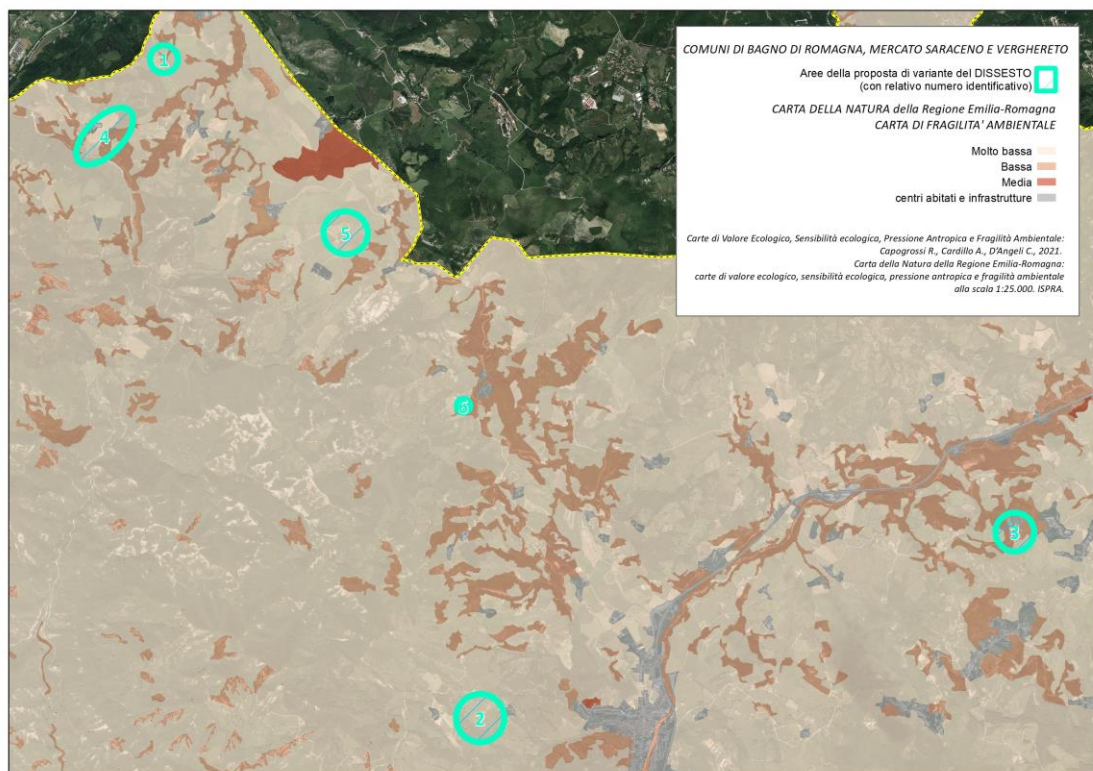 COMUNI DI BAGNO DI ROMAGNA, MERCATO SARACENO E VERGHERETO
Aree della proposta di variante del DISSESTO
(con relativo numero identificativo)
CARTA DELLA NATURA della Regione Emilia-Romagna
CARTA DI FRAGILITA' AMBIENTALE
Molto bassa
Bassa
Media
centri abitati e infrastrutture
Carte di Valore Ecologico, Sensibilità ecologica, Pressione Antropica e Fragilità Ambientale:
Capogrossi R., Cardillo A., D'Angeli C., 2021.
Carta della Natura della Regione Emilia-Romagna:
carte di valore ecologico, sensibilità ecologica, pressione antropica e fragilità ambientale
alla scala 1:25.000. ISPRA.
1
4
5
6
3
2